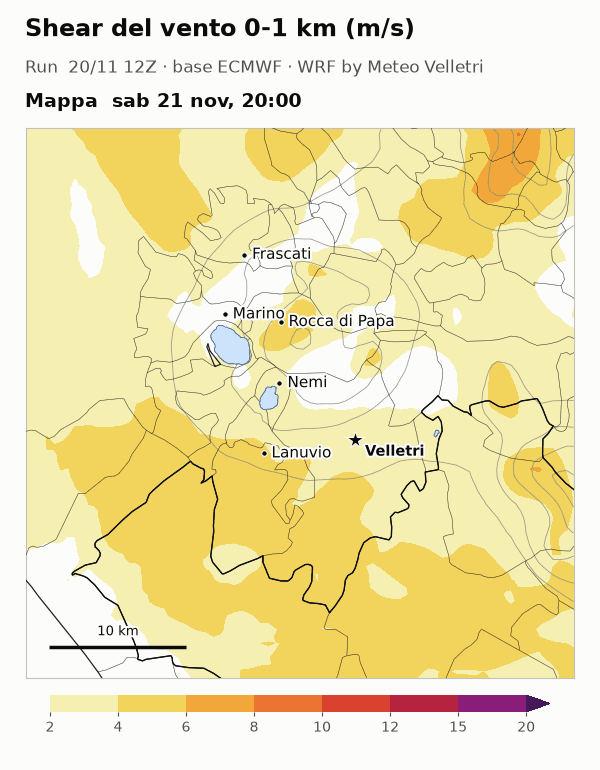 Shear del vento 0-1 km (m/s)
Run  20/11 12Z · base ECMWF · WRF by Meteo Velletri
Mappa  sab 21 nov, 20:00
Frascati
Marino
Rocca di Papa
Nemi
Velletri
Lanuvio
10 km
2 4 6 8 10 12 15 20